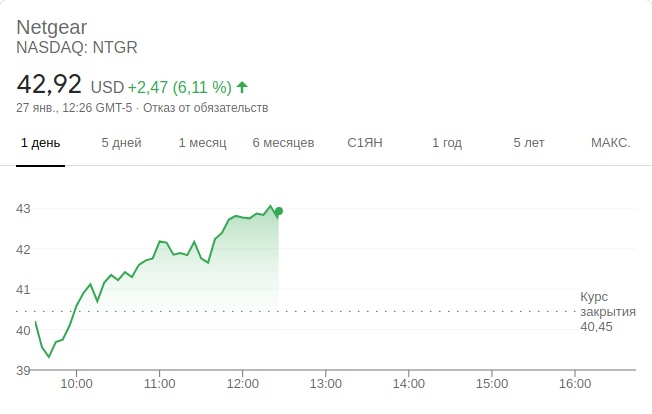 Netgear
NASDAQ: NTGR
42,92 USD +2,47 (6,11 %)
27 янв., 12:26 GMT-5 · Отказ от обязательств
1 день 5 дней 1 месяц 6 месяцев С1ЯН 1 год 5 лет МАКС.
43
42
41
40
39
Курс
закрытия
40,45
10:00 11:00 12:00 13:00 14:00 15:00 16:00